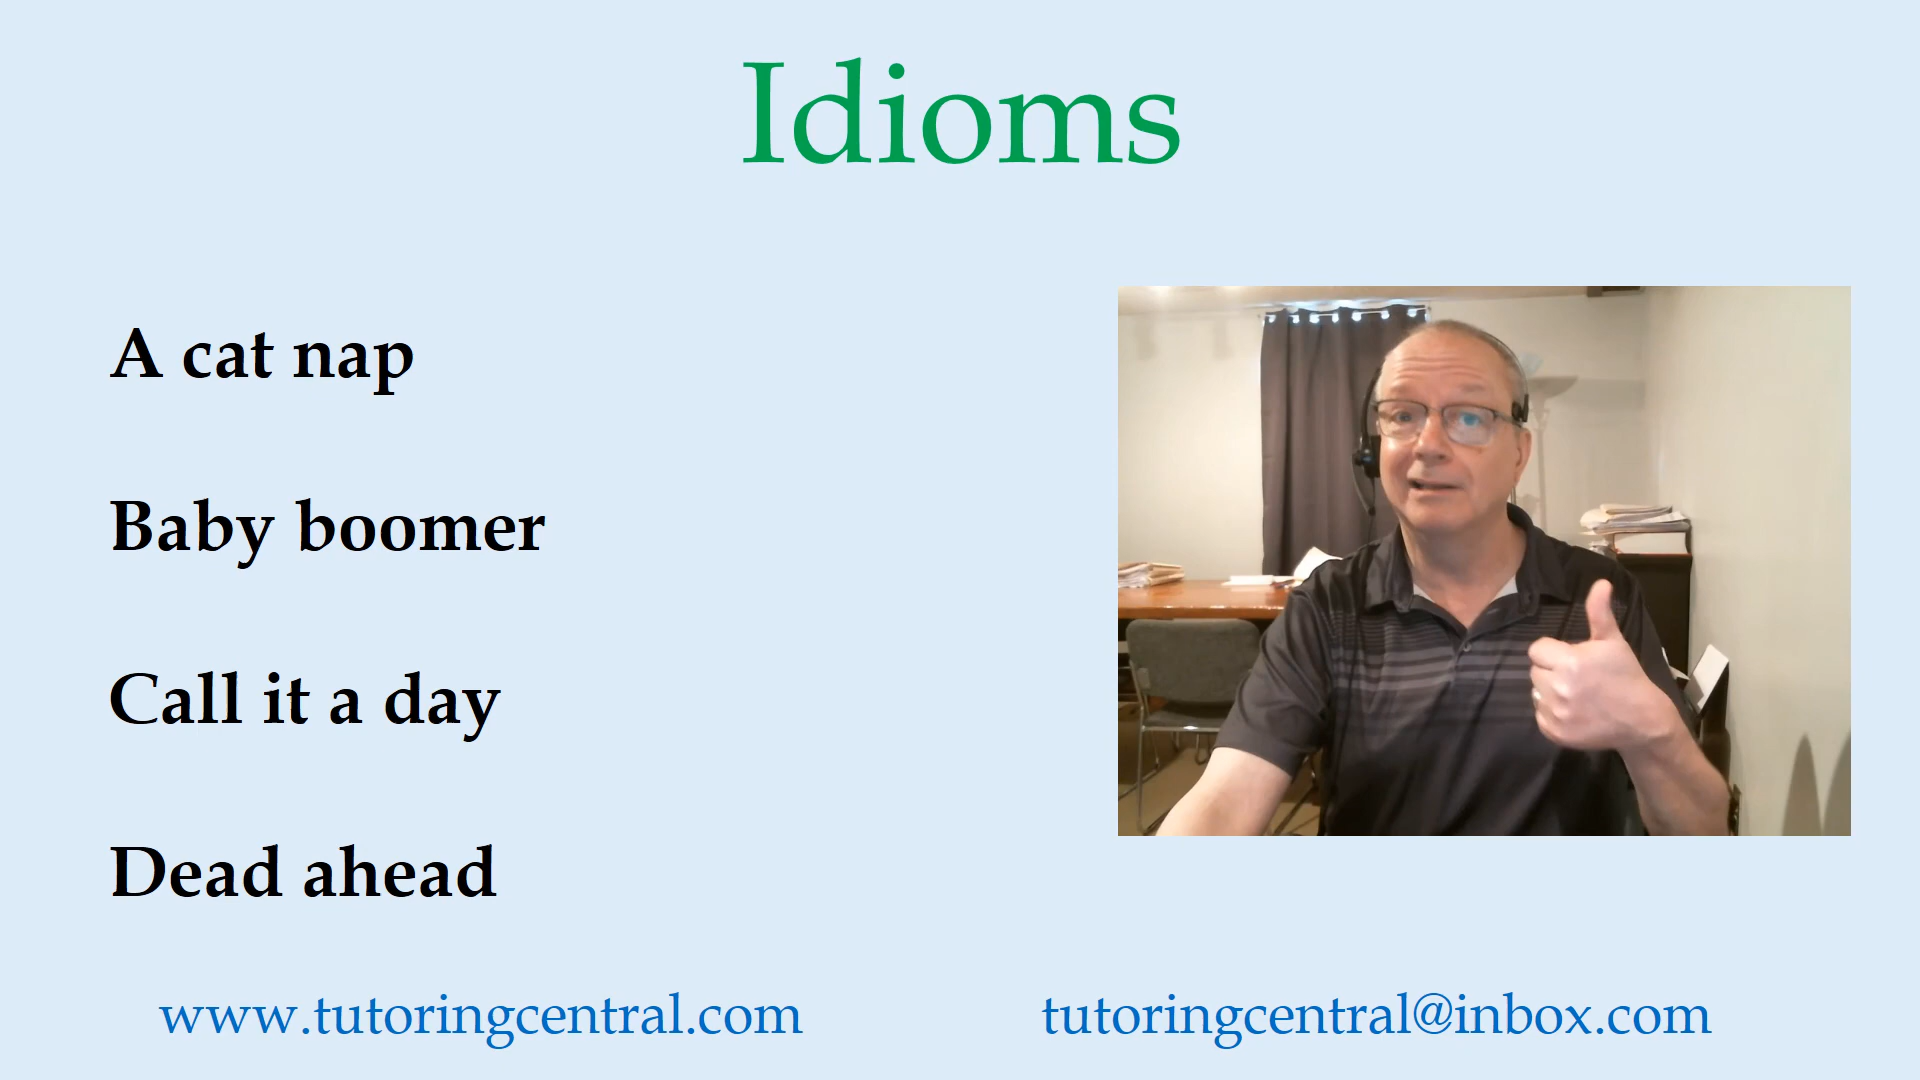 Idioms
A cat nap
Baby boomer
Call it a day
Dead ahead
www.tutoringcentral.com
tutoringcentral@inbox.com